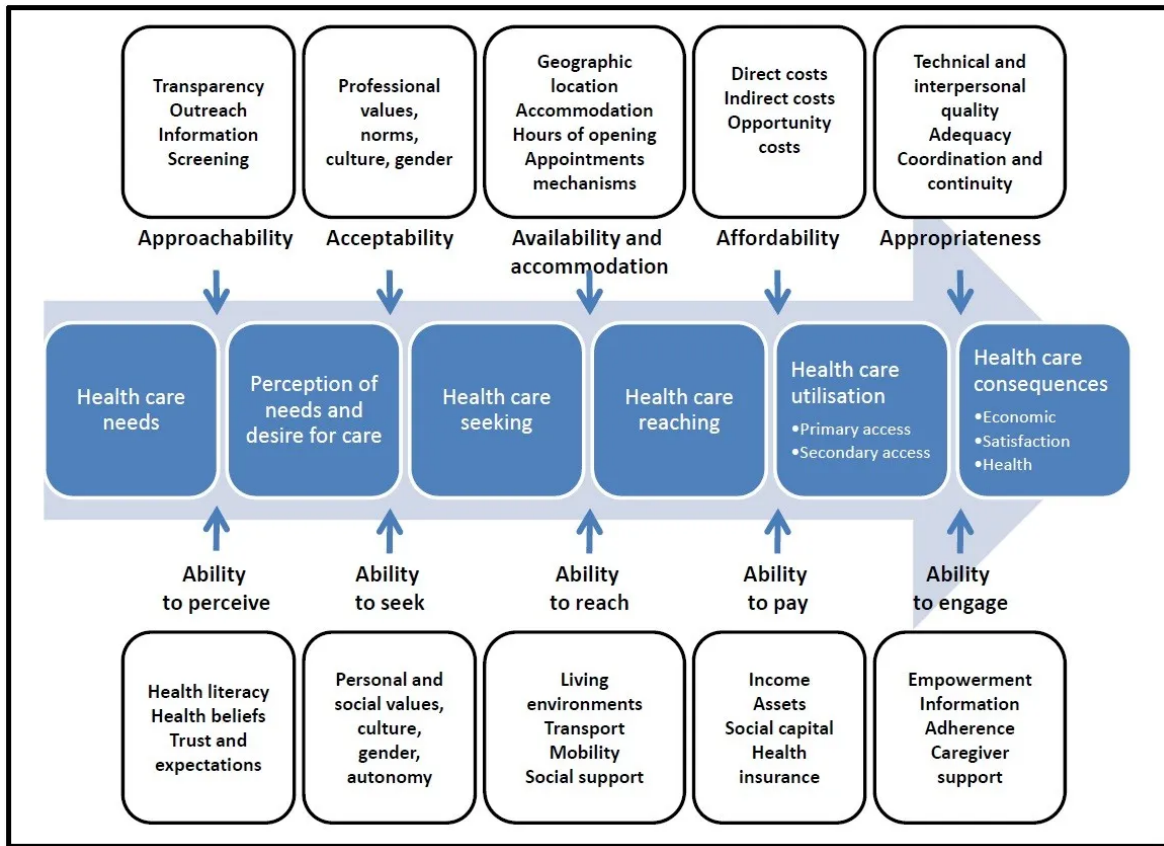 Transparency
Outreach
Information
Screening
Professional
values,
norms,
culture, gender
Geographic
location
Accommodation
Hours of opening
Appointments
mechanisms
Direct costs
Indirect costs
Opportunity
costs
Technical and
interpersonal
quality
Adequacy
Coordination and
continuity
Approachability
Acceptability
Availability and
accommodation
Affordability
Appropriateness
Health care
needs
Perception of
needs and
desire for care
Health care
seeking
Health care
reaching
Health care
utilisation
•Primary access
•Secondary access
Health care
consequences
•Economic
•Satisfaction
•Health
Ability
to perceive
Ability
to seek
Ability
to reach
Ability
to pay
Ability
to engage
Health literacy
Health beliefs
Trust and
expectations
Personal and
social values,
culture,
gender,
autonomy
Living
environments
Transport
Mobility
Social support
Income
Assets
Social capital
Health
insurance
Empowerment
Information
Adherence
Caregiver
support